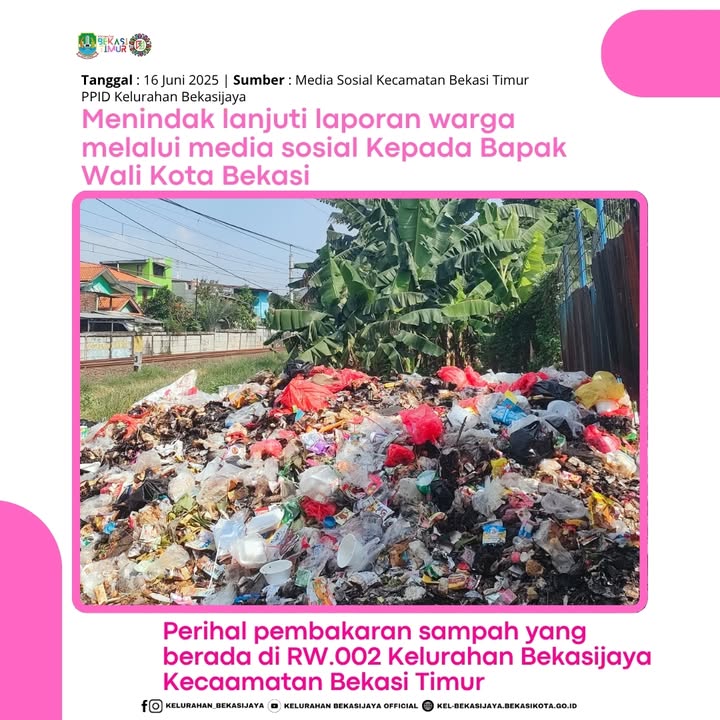 BEKASI
TIMUR
Tanggal : 16 Juni 2025 | Sumber : Media Sosial Kecamatan Bekasi Timur
PPID Kelurahan Bekasijaya
Menindak lanjuti laporan warga
melalui media sosial Kepada Bapak
Wali Kota Bekasi
Perihal pembakaran sampah yang
berada di RW.002 Kelurahan Bekasijaya
Kecaamatan Bekasi Timur
KELURAHAN_BEKASIJAYA KELURAHAN BEKASIJAYA OFFICIAL KEL-BEKASIJAYA.BEKASIKOTA.GO.ID